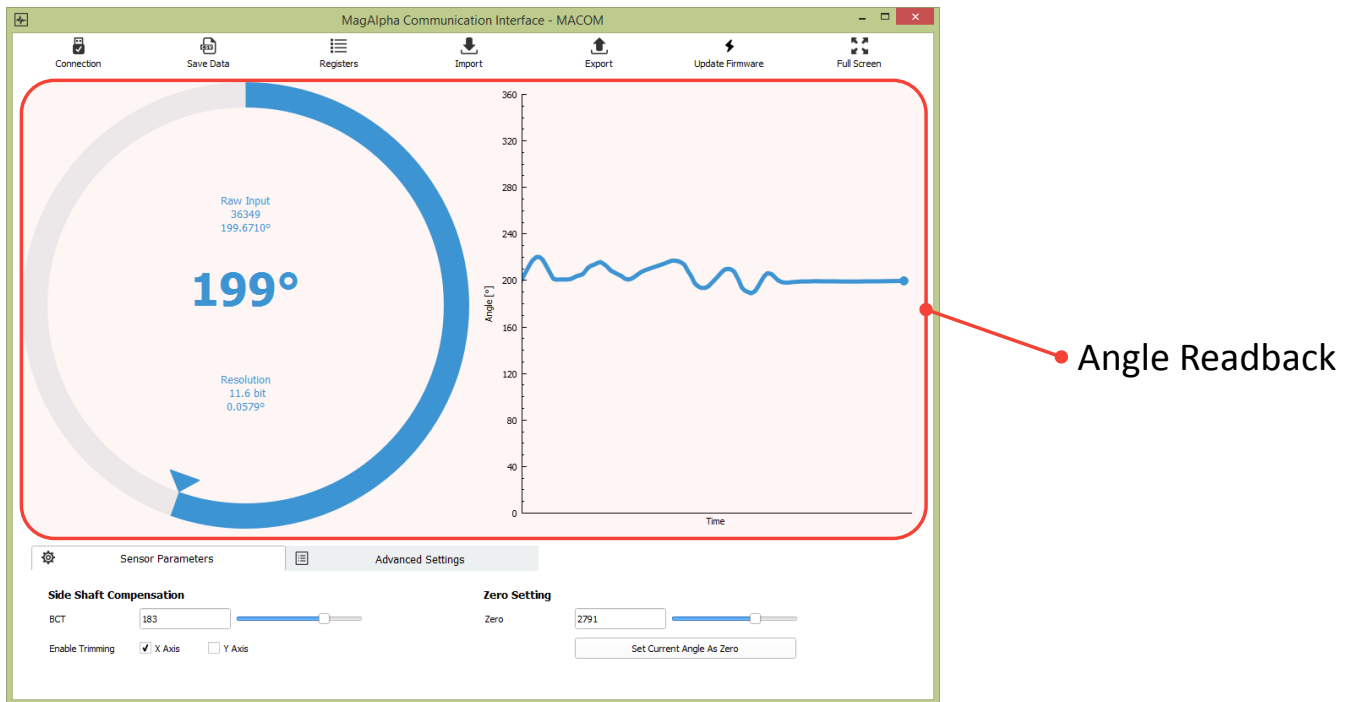 MagAlpha Communication Interface - MACOM
Connection
Save Data
Registers
Import
Export
Update Firmware
Full Screen
Raw Input
36349
199.6710°
199°
Resolution
11.6 bit
0.0579°
360
320
280
240
200
160
120
80
40
0
Angle [°]
Time
Angle Readback
Sensor Parameters
Advanced Settings
Side Shaft Compensation
BCT 183
Enable Trimming X Axis Y Axis
Zero Setting
Zero 2791
Set Current Angle As Zero